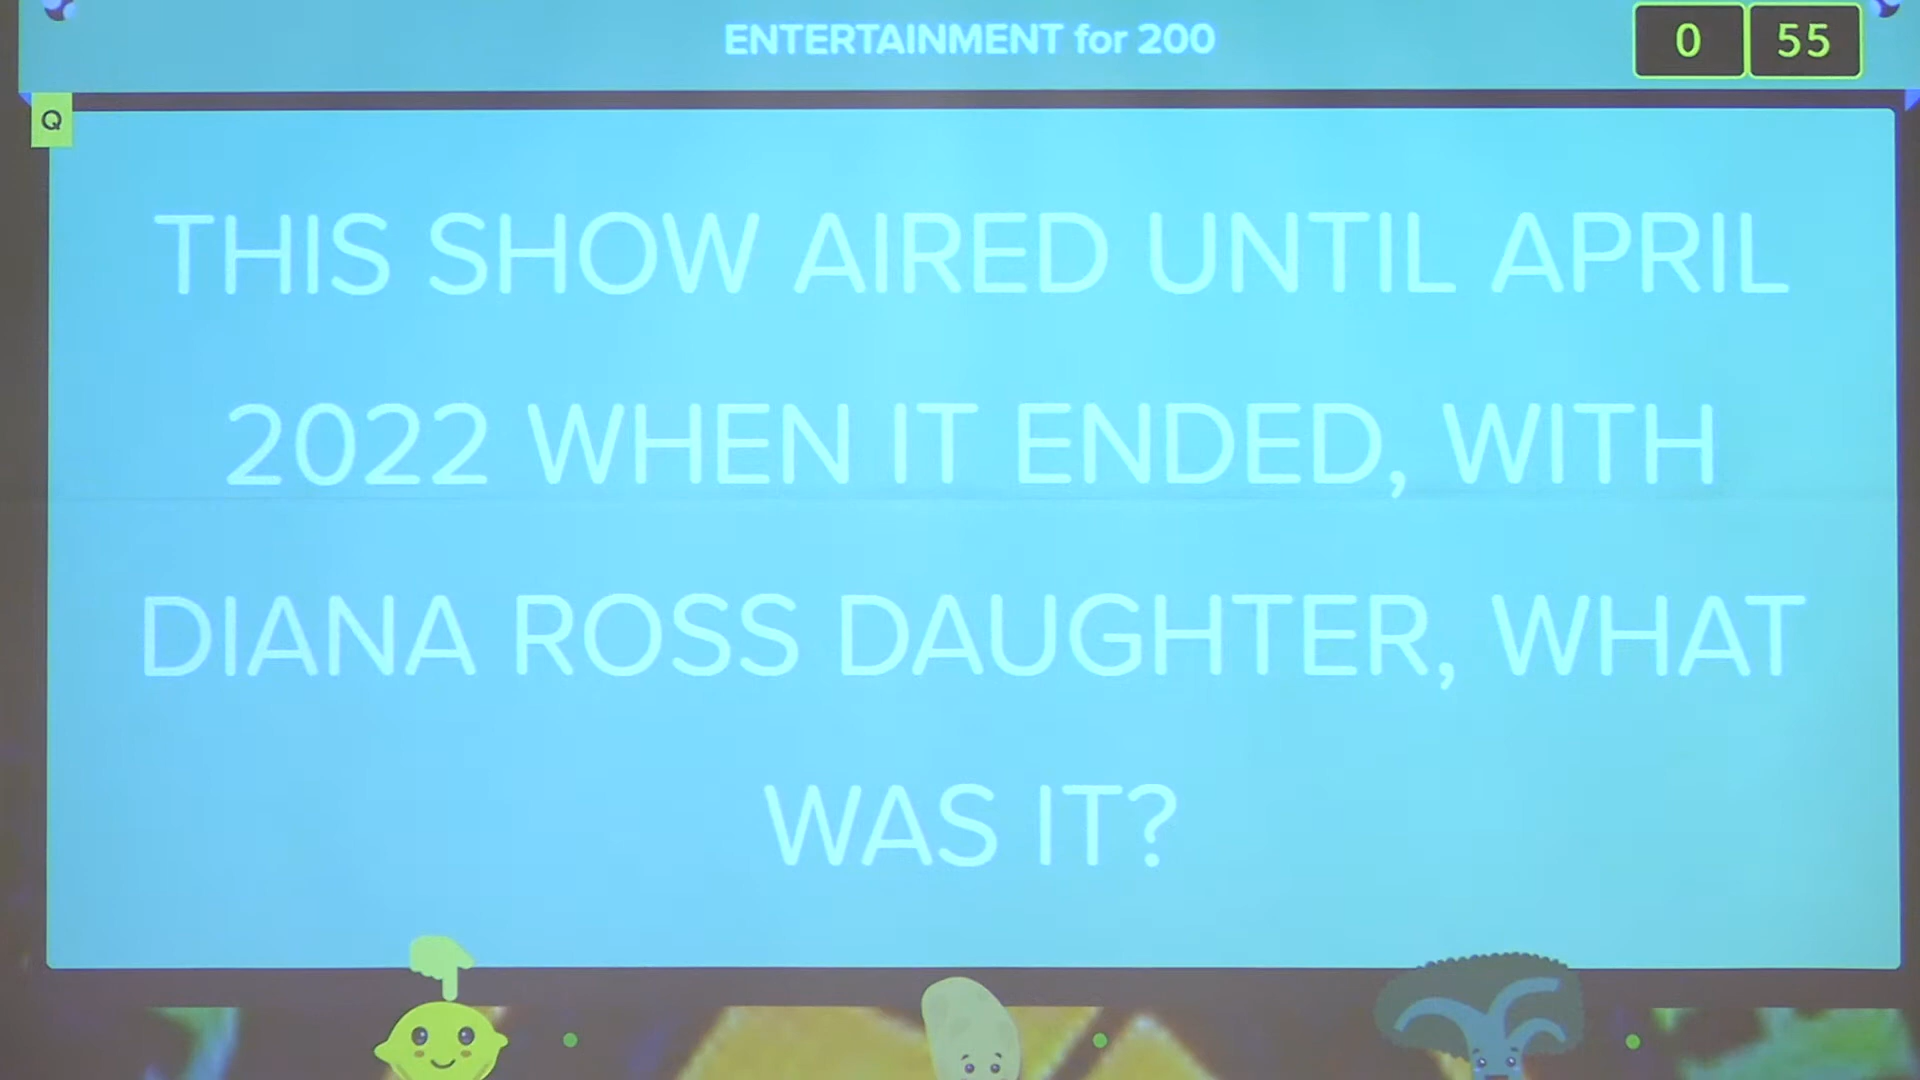 ENTERTAINMENT for 200
0 55
Q
THIS SHOW AIRED UNTIL APRIL
2022 WHEN IT ENDED, WITH
DIANA ROSS DAUGHTER, WHAT
WAS IT?